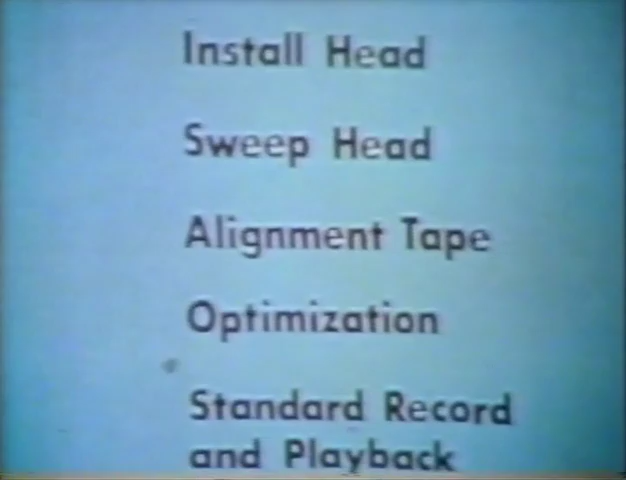 Install Head
Sweep Head
Alignment Tape
Optimization
Standard Record
and Playback